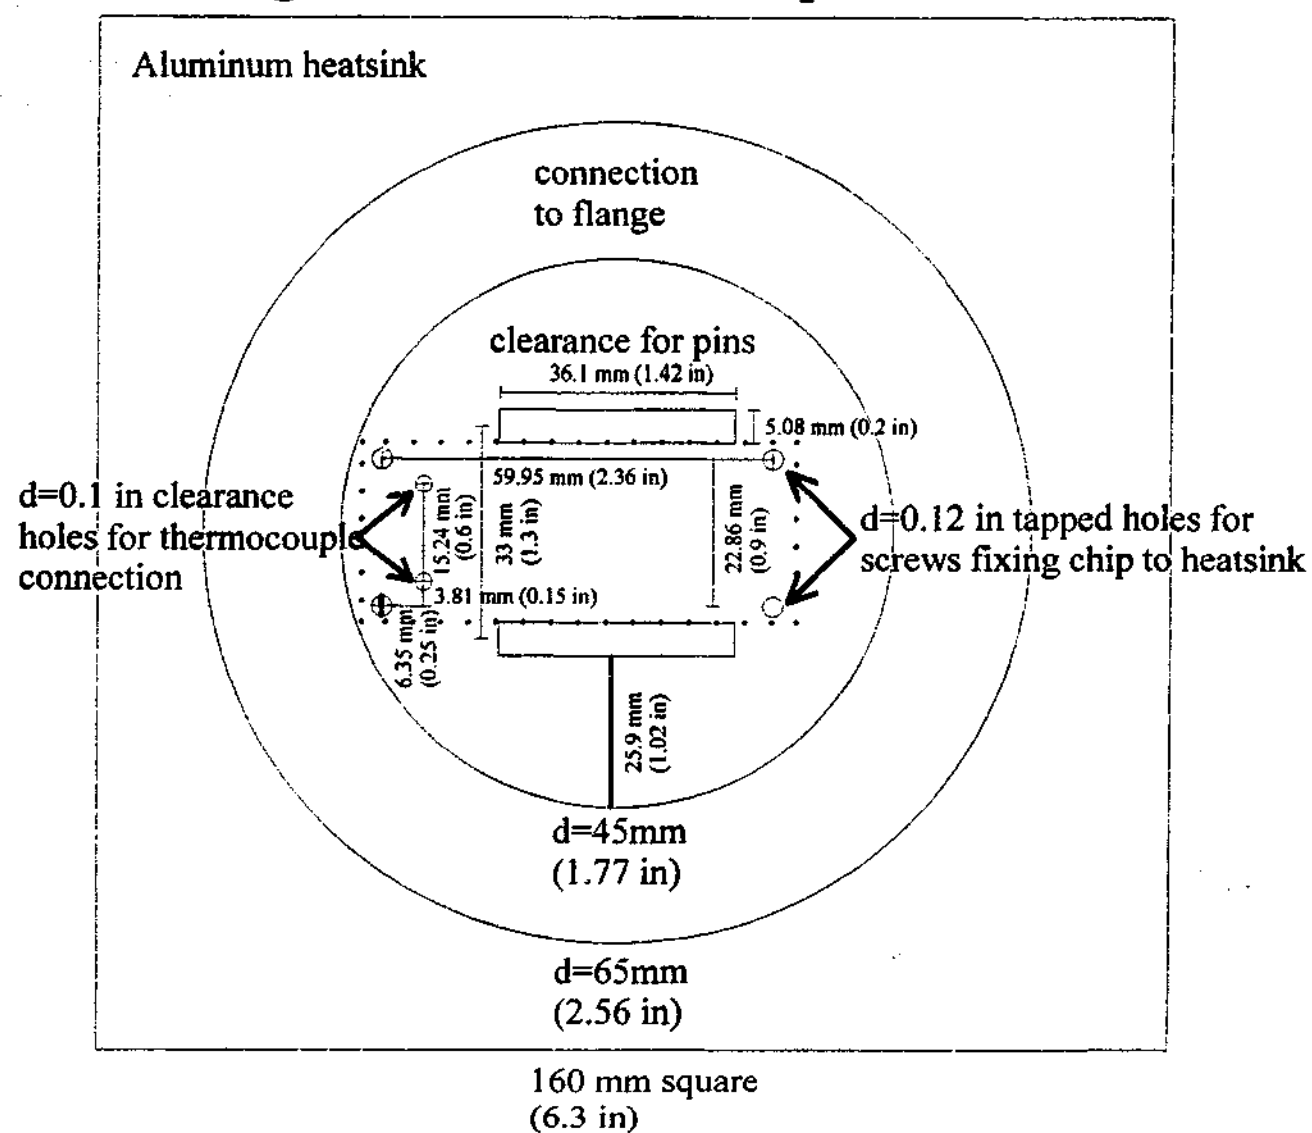 Aluminum heatsink
connection
to flange
clearance for pins
36.1 mm (1.42 in)
5.08 mm (0.2 in)
59.95 mm (2.36 in)
15.24 mm
(0.6 in)
33 mm
(1.3 in)
22.86 mm
(0.9 in)
d=0.1 in clearance
holes for thermocouple
connection
d=0.12 in tapped holes for
screws fixing chip to heatsink
3.81 mm (0.15 in)
6.35 mm
(0.25 in)
25.9 mm
(1.02 in)
d=45mm
(1.77 in)
d=65mm
(2.56 in)
160 mm square
(6.3 in)